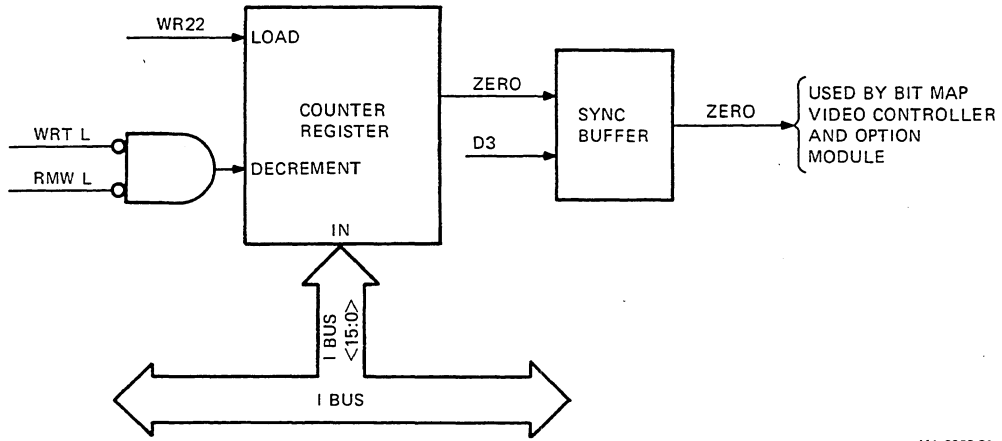 WR22
LOAD
COUNTER
REGISTER
ZERO
SYNC
BUFFER
ZERO
USED BY BIT MAP
VIDEO CONTROLLER
AND OPTION
MODULE
D3
WRT L
RMW L
DECREMENT
IN
I BUS
<15:0>
I BUS